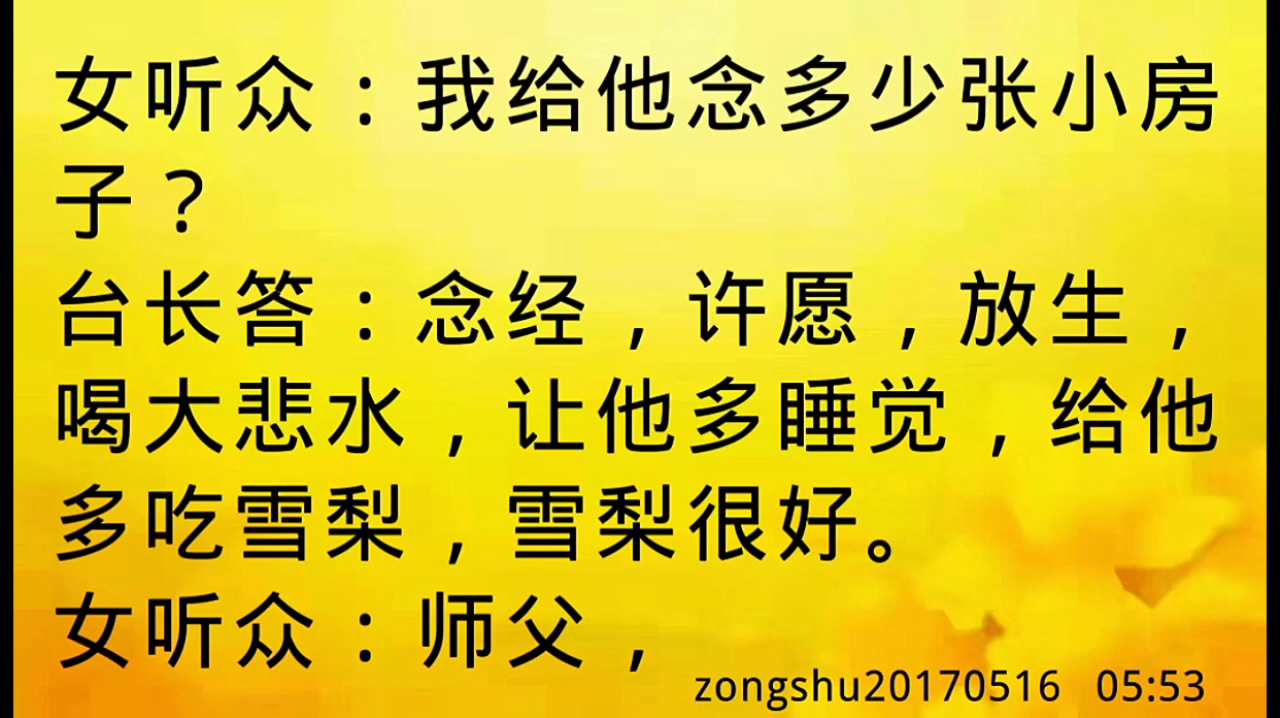 女听众：我给他念多少张小房
子？
台长答：念经，许愿，放生，
喝大悲水，让他多睡觉，给他
多吃雪梨，雪梨很好。
女听众：师父，
zongshu20170516 05:53